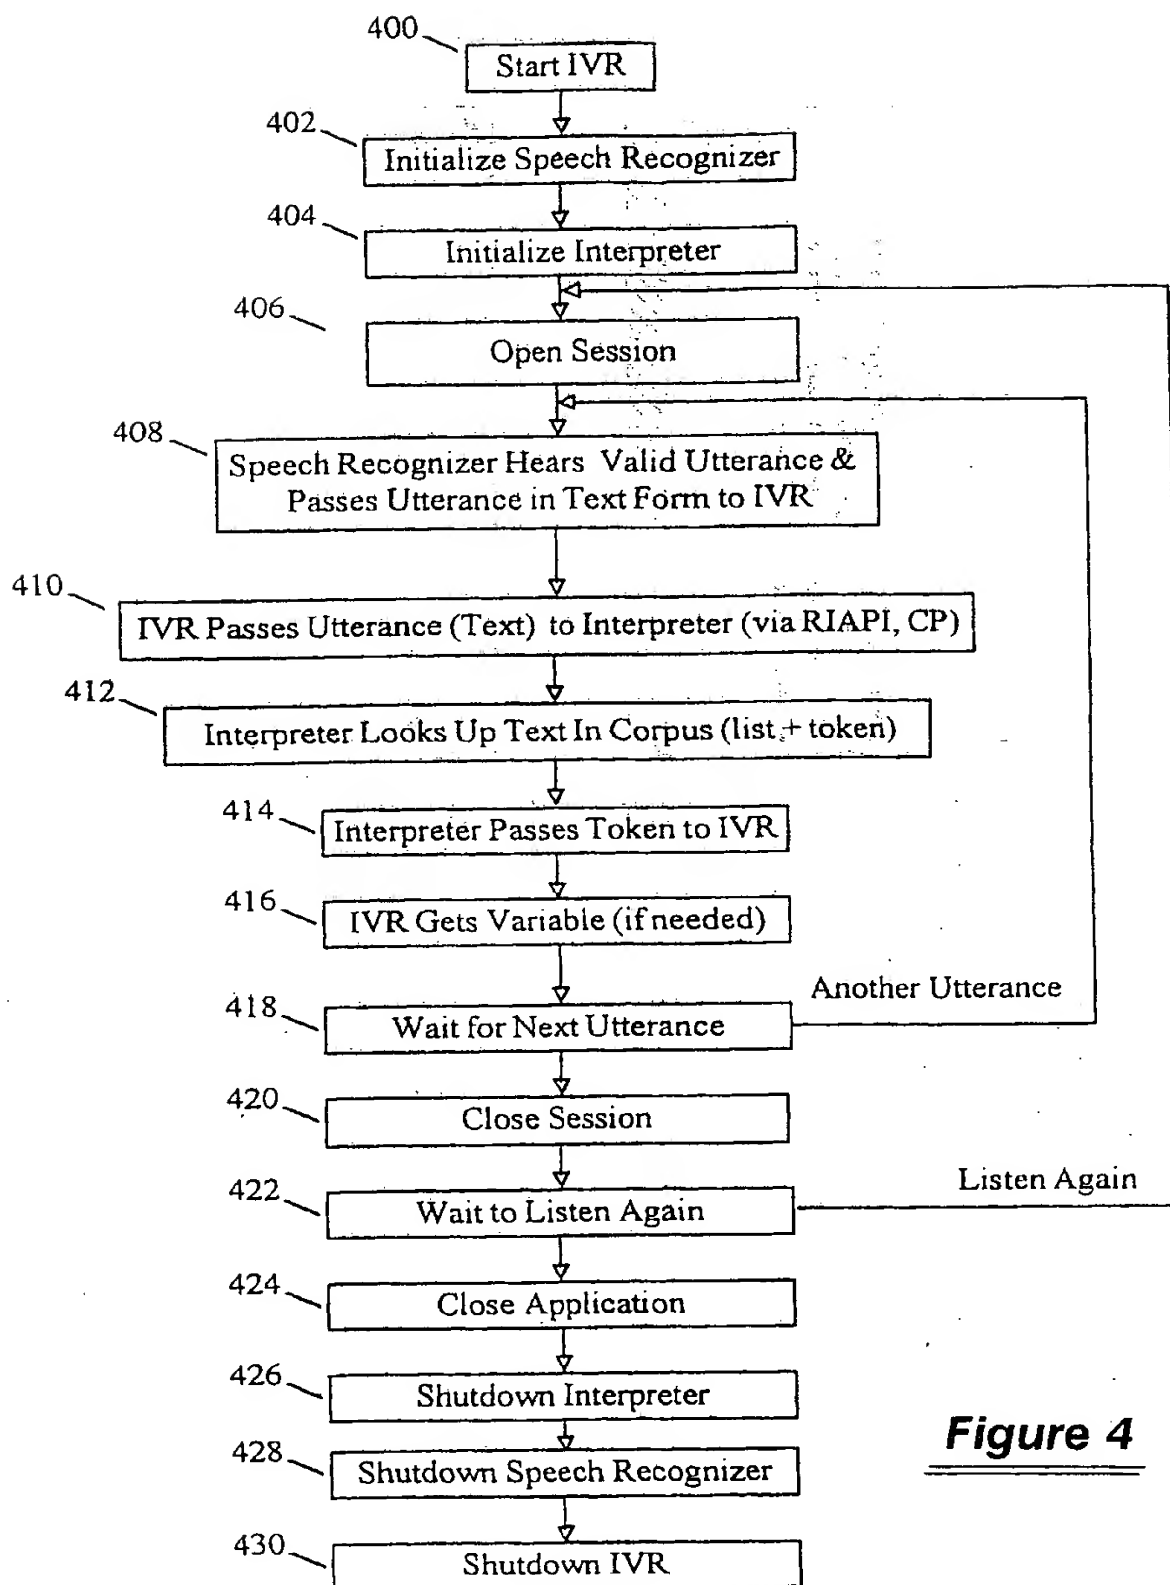 400
Start IVR
402
Initialize Speech Recognizer
404
Initialize Interpreter
406
Open Session
408
Speech Recognizer Hears Valid Utterance &
Passes Utterance in Text Form to IVR
410
IVR Passes Utterance (Text) to Interpreter (via RIAPI, CP)
412
Interpreter Looks Up Text In Corpus (list + token)
414
Interpreter Passes Token to IVR
416
IVR Gets Variable (if needed)
418
Wait for Next Utterance
Another Utterance
420
Close Session
422
Wait to Listen Again
Listen Again
424
Close Application
426
Shutdown Interpreter
428
Shutdown Speech Recognizer
430
Shutdown IVR
Figure 4